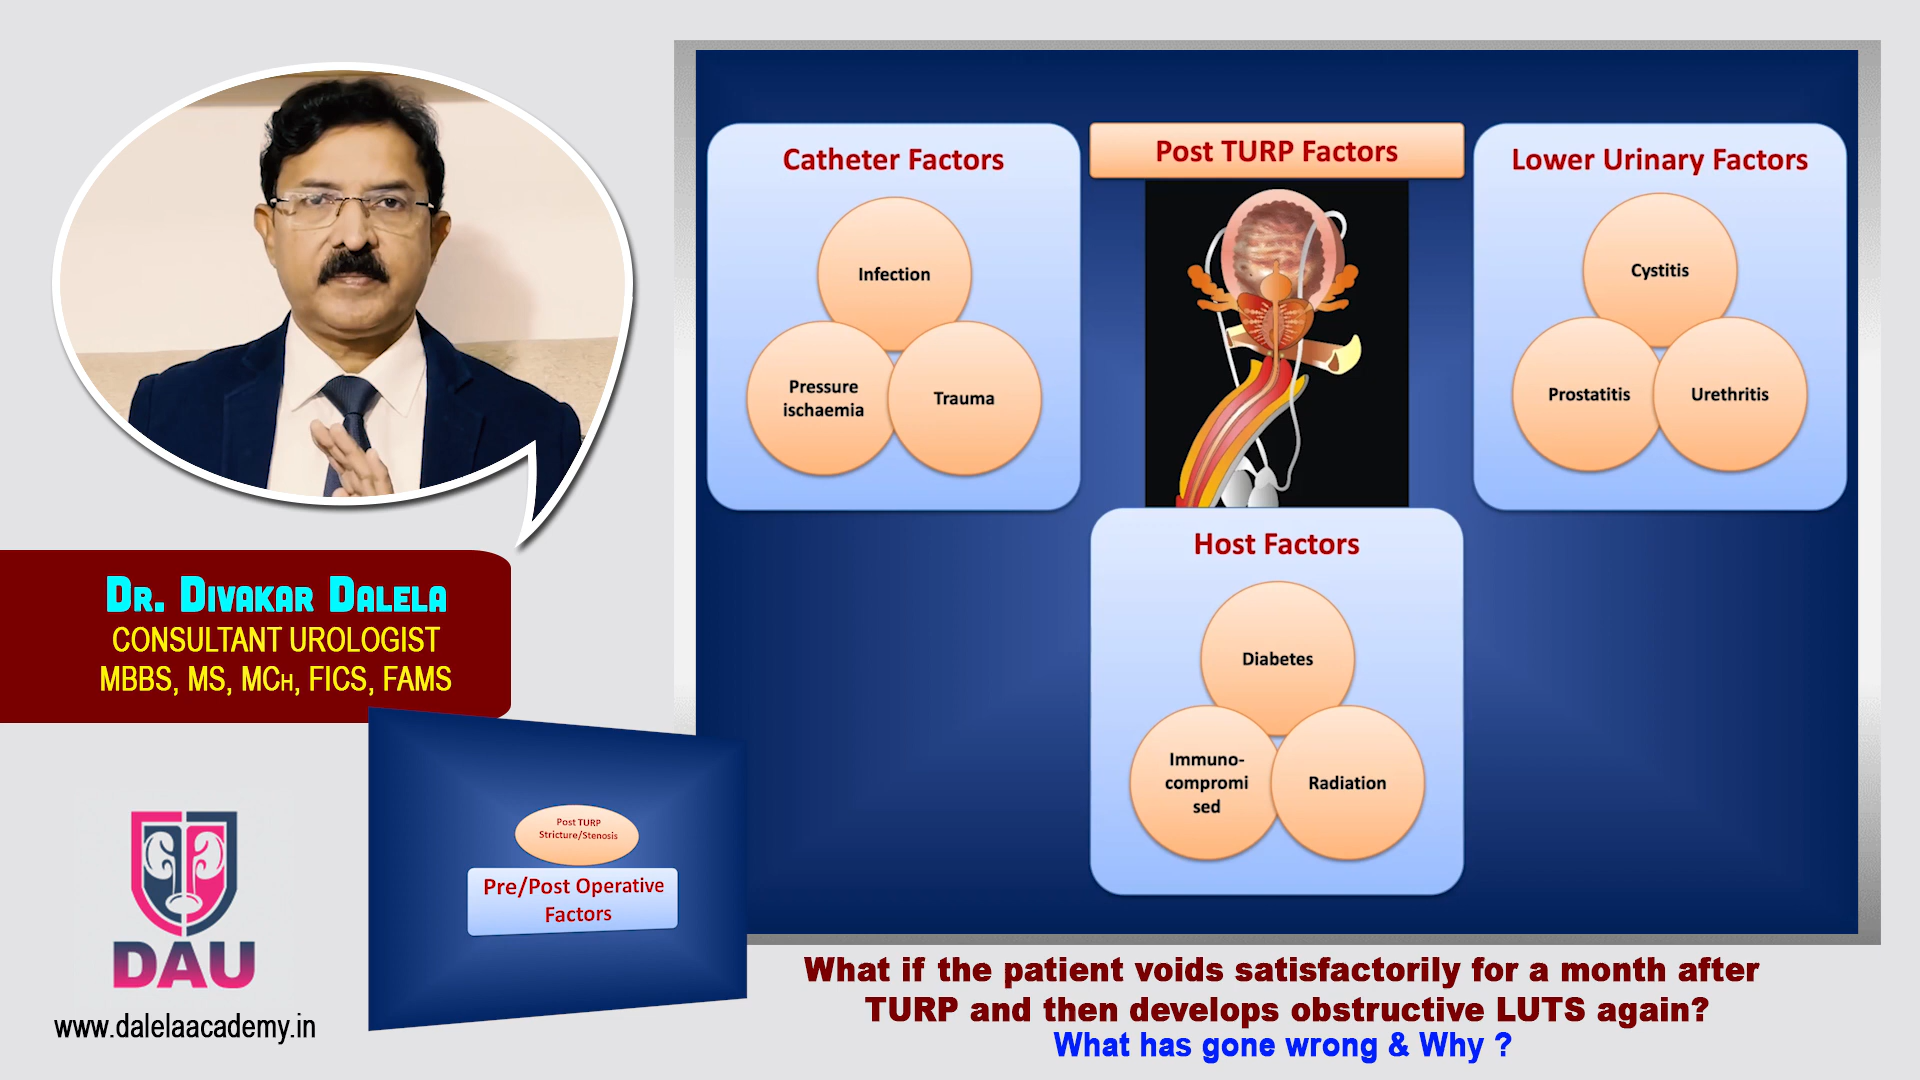 DR. DIVAKAR DALELA
CONSULTANT UROLOGIST
MBBS, MS, MCH, FICS, FAMS
DAU
www.dalelaacademy.in
Post TURP
Stricture/Stenosis
Pre/Post Operative
Factors
Catheter Factors
Infection
Pressure
ischaemia
Trauma
Post TURP Factors
Lower Urinary Factors
Cystitis
Prostatitis
Urethritis
Host Factors
Diabetes
Immuno-
compromi
sed
Radiation
What if the patient voids satisfactorily for a month after
TURP and then develops obstructive LUTS again?
What has gone wrong & Why ?